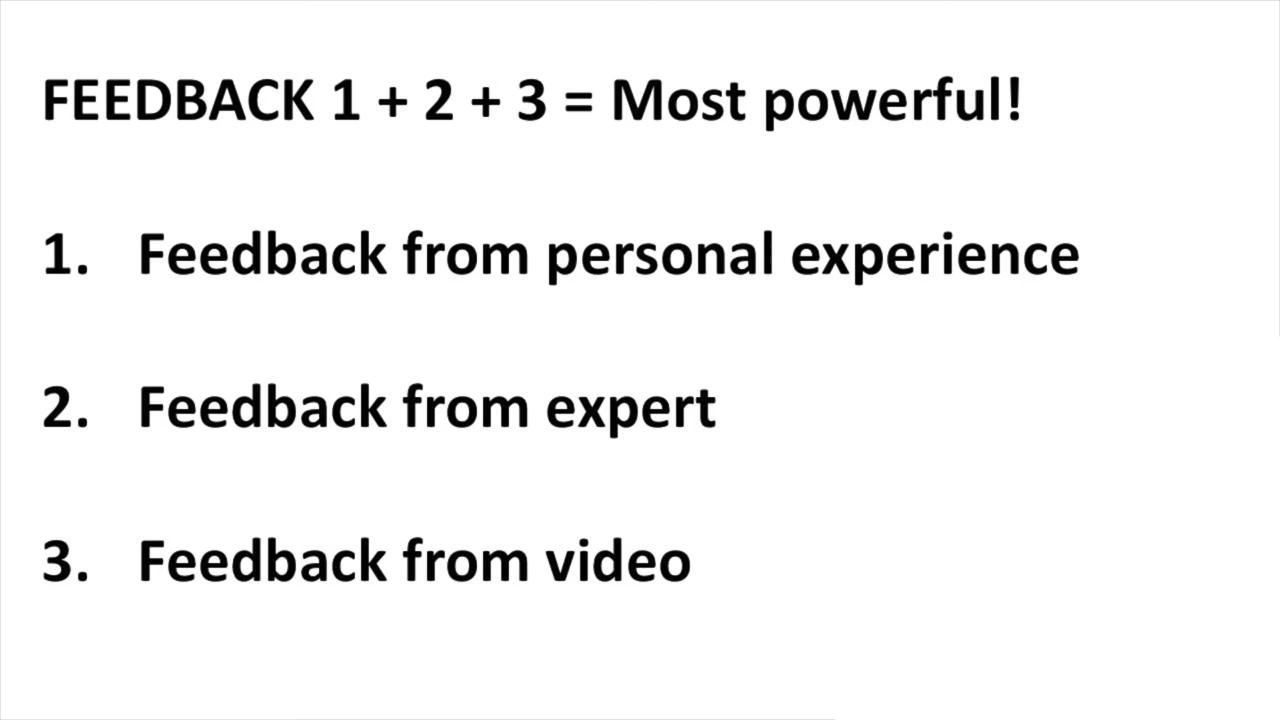 FEEDBACK 1 + 2 + 3 = Most powerful!
1. Feedback from personal experience
2. Feedback from expert
3. Feedback from video